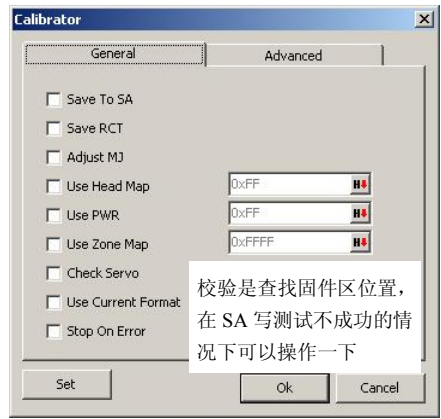 Calibrator
General Advanced
Save To SA
Save RCT
Adjust MJ
Use Head Map 0xFF H
Use PWR 0xFF H
Use Zone Map 0xFFFF H
Check Servo
Use Current Format
Stop On Error
校验是查找固件区位置，
在 SA 写测试不成功的情
况下可以操作一下
Set Ok Cancel